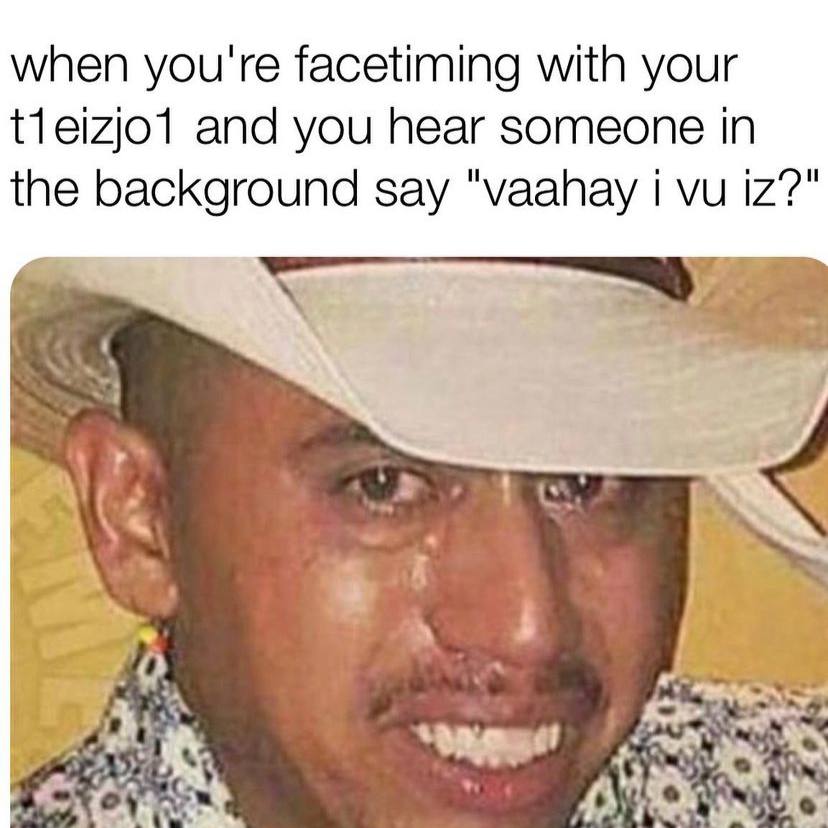 when you're facetiming with your
t1eizjo1 and you hear someone in
the background say "vaahay i vu iz?"